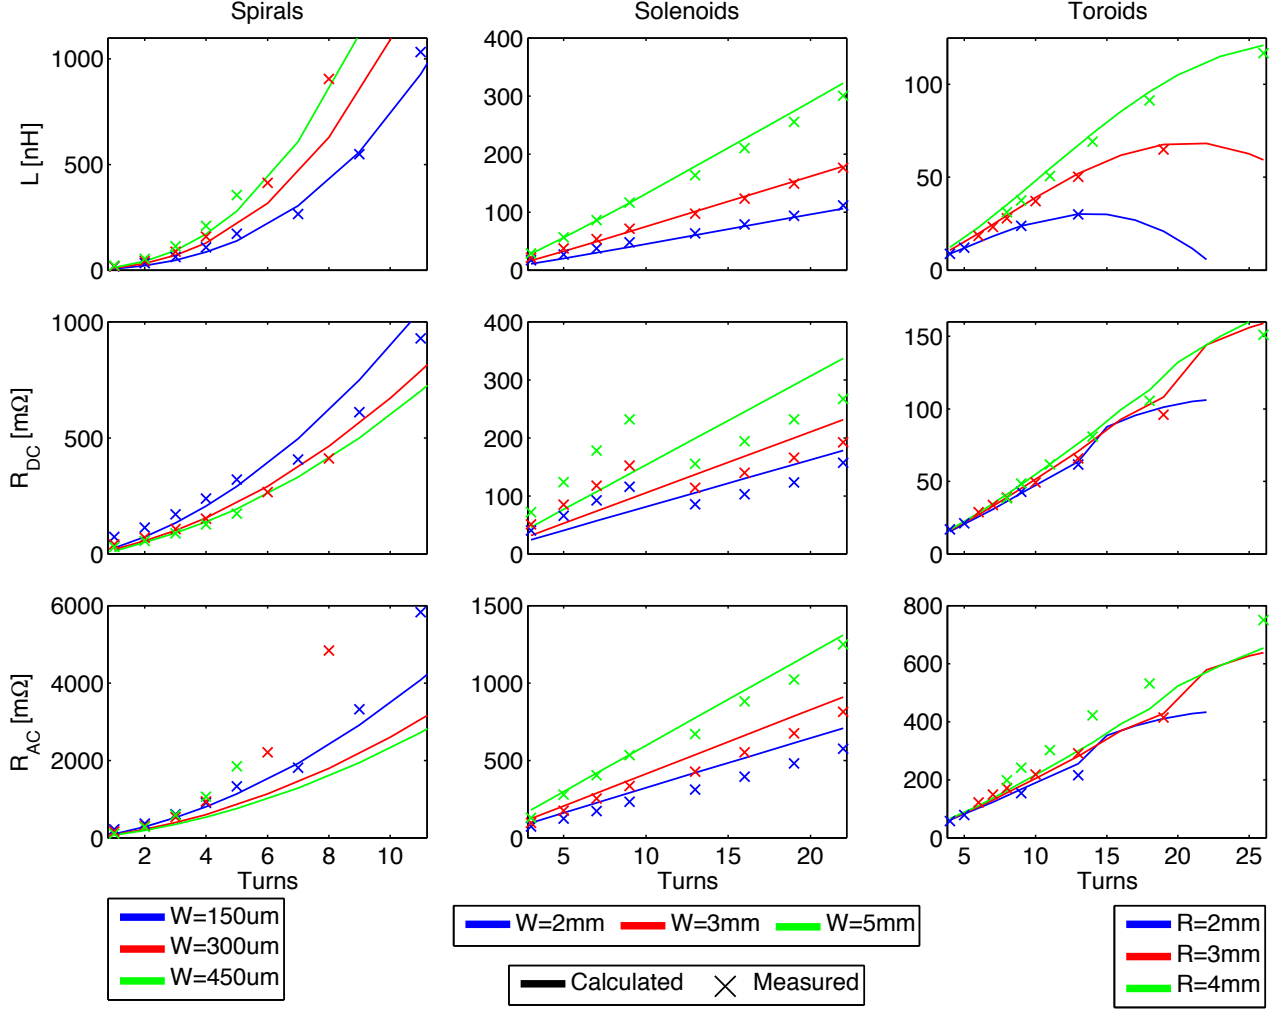 Spirals
Solenoids
Toroids
L [nH]
1000
500
0
400
300
200
100
0
100
50
0
R_DC [mΩ]
1000
500
0
400
300
200
100
0
150
100
50
0
R_AC [mΩ]
6000
4000
2000
0
1500
1000
500
0
800
600
400
200
0
2 4 6 8 10
5 10 15 20
5 10 15 20 25
Turns
Turns
Turns
W=150um
W=300um
W=450um
W=2mm W=3mm W=5mm
Calculated Measured
R=2mm
R=3mm
R=4mm